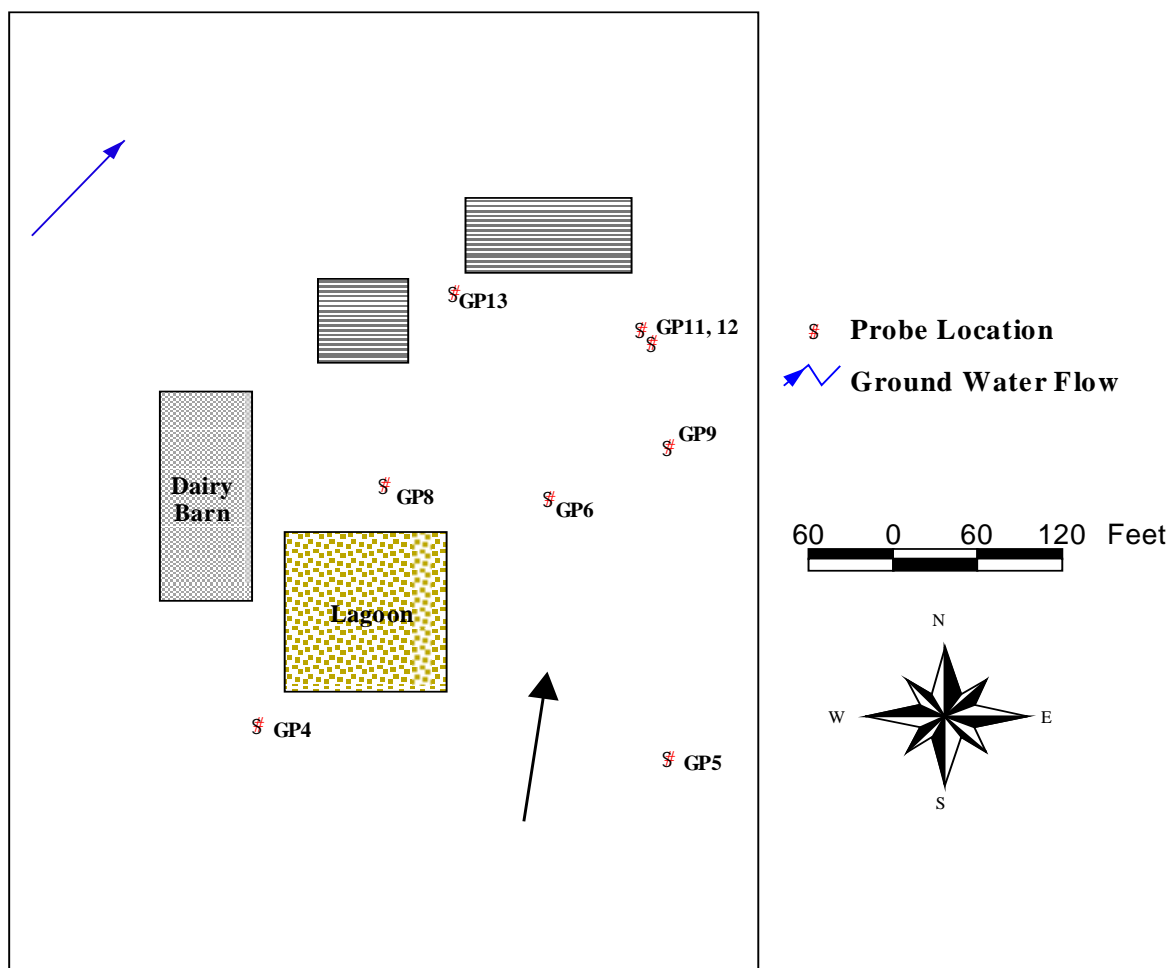 GP13
GP11, 12
Probe Location
Ground Water Flow
GP9
Dairy
Barn
GP8
GP6
60 0 60 120 Feet
Lagoon
N
W E
S
GP4
GP5